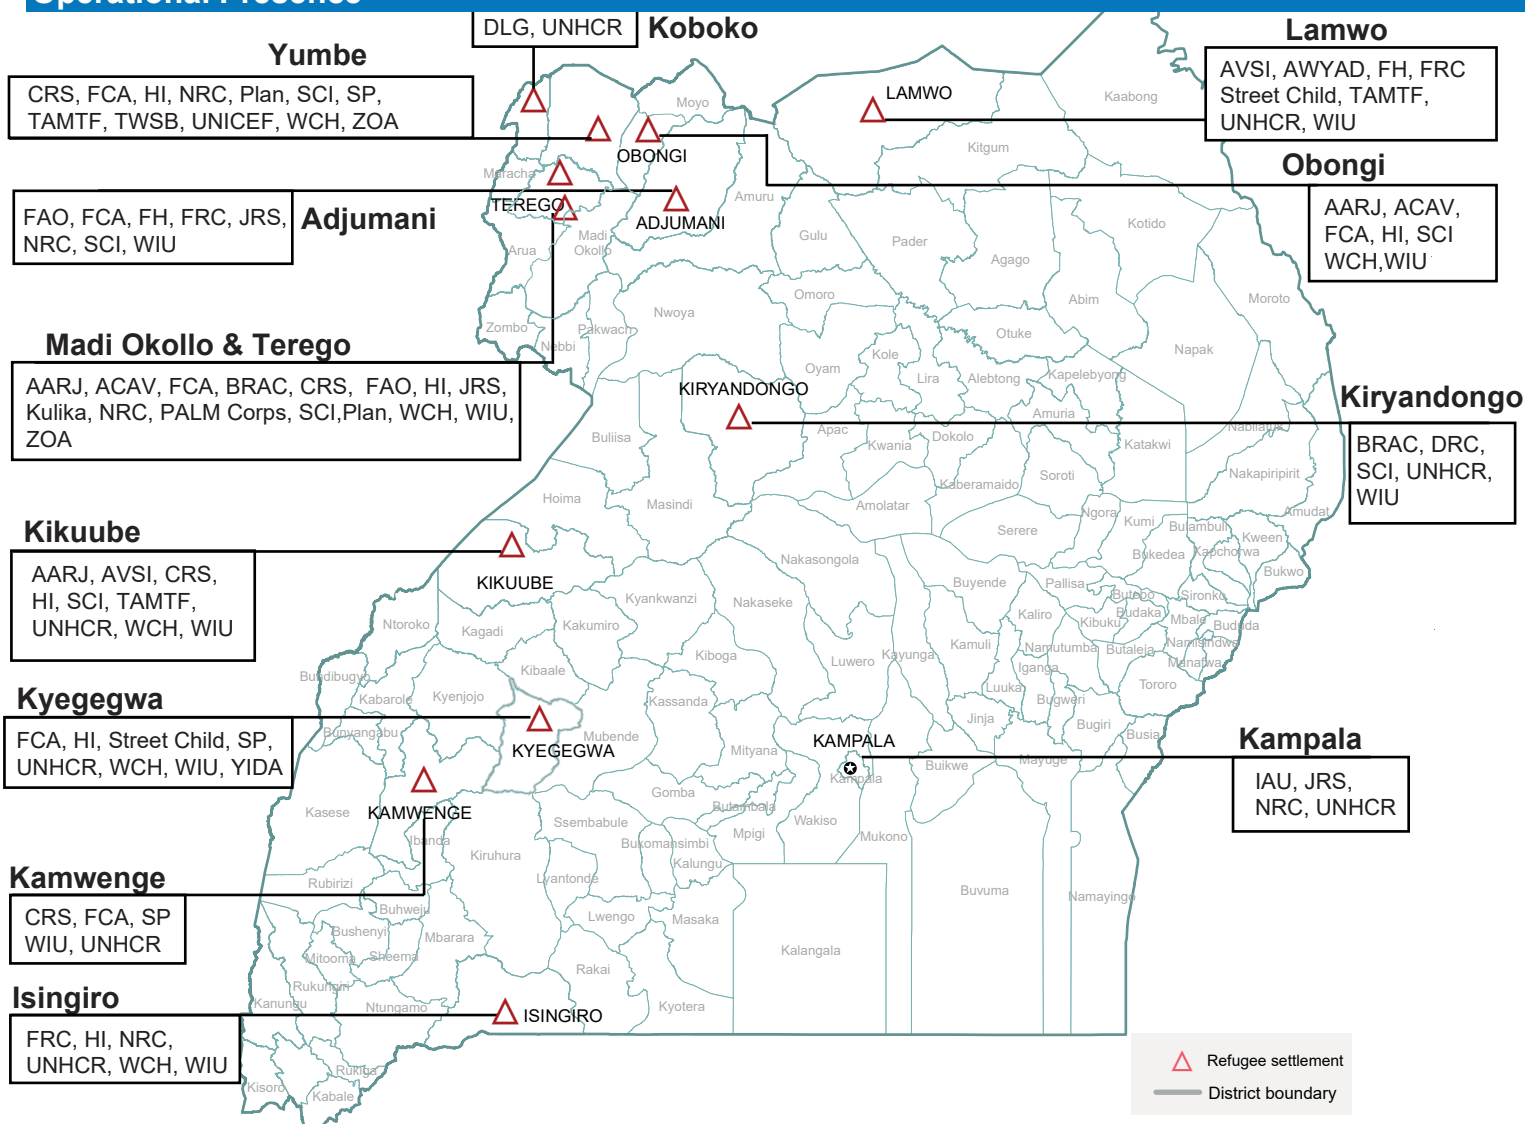 Operational Presence
DLG, UNHCR
Koboko
Yumbe
CRS, FCA, HI, NRC, Plan, SCI, SP,
TAMTF, TWSB, UNICEF, WCH, ZOA
Lamwo
AVSI, AWYAD, FH, FRC
Street Child, TAMTF,
UNHCR, WIU
Obongi
AARJ, ACAV,
FCA, HI, SCI
WCH,WIU
Adjumani
FAO, FCA, FH, FRC, JRS,
NRC, SCI, WIU
Madi Okollo & Terego
AARJ, ACAV, FCA, BRAC, CRS, FAO, HI, JRS,
Kulika, NRC, PALM Corps, SCI,Plan, WCH, WIU,
ZOA
Kiryandongo
BRAC, DRC,
SCI, UNHCR,
WIU
Kikuube
AARJ, AVSI, CRS,
HI, SCI, TAMTF,
UNHCR, WCH, WIU
Kyegegwa
FCA, HI, Street Child, SP,
UNHCR, WCH, WIU, YIDA
Kampala
IAU, JRS,
NRC, UNHCR
Kamwenge
CRS, FCA, SP
WIU, UNHCR
Isingiro
FRC, HI, NRC,
UNHCR, WCH, WIU
LAMWO
Kaabong
Moyo
Kitgum
OBONGI
Maracha
TEREGO
Amuru
ADJUMANI
Kotido
Madi
Okollo
Arua
Gulu
Pader
Agago
Omoro
Abim
Moroto
Nwoya
Zombo
Pakwach
Nebbi
Otuke
Napak
Kole
Oyam
Lira
Alebtong
Kapelebyong
KIRYANDONGO
Amuria
Nabilatuk
Apac
Buliisa
Kwania
Dokolo
Katakwi
Nakapiripirit
Soroti
Kaberamaido
Hoima
Masindi
Amolatar
Ngora
Kumi
Amudat
Serere
Bulambuli
Kween
Bukedea
Kapchorwa
Nakasongola
Bukwo
KIKUUBE
Buyende
Pallisa
Butebo
Sironko
Kyankwanzi
Nakaseke
Kaliro
Budaka
Kibuku
Mbale
Bududa
Ntoroko
Kagadi
Kakumiro
Kamuli
Namutumba
Butaleja
Namisindwa
Manafwa
Kiboga
Luwero
Kayunga
Iganga
Kibaale
Bundibugyo
Luuka
Tororo
Kabarole
Kyenjojo
Kassanda
Bugweri
Jinja
Bugiri
Busia
Bunyangabu
Mubende
KYEGEGWA
Mityana
KAMPALA
Kampala
Buikwe
Mayuge
Gomba
Butambala
Kasese
KAMWENGE
Ssembabule
Mpigi
Wakiso
Mukono
Ibanda
Kiruhura
Bukomansimbi
Kalungu
Rubirizi
Lyantonde
Buvuma
Namayingo
Buhweju
Lwengo
Masaka
Bushenyi
Mbarara
Mitooma
Sheema
Kalangala
Rakai
Rukungiri
Kanungu
Ntungamo
Kyotera
ISINGIRO
Rukiga
Kisoro
Kabale
Refugee settlement
District boundary